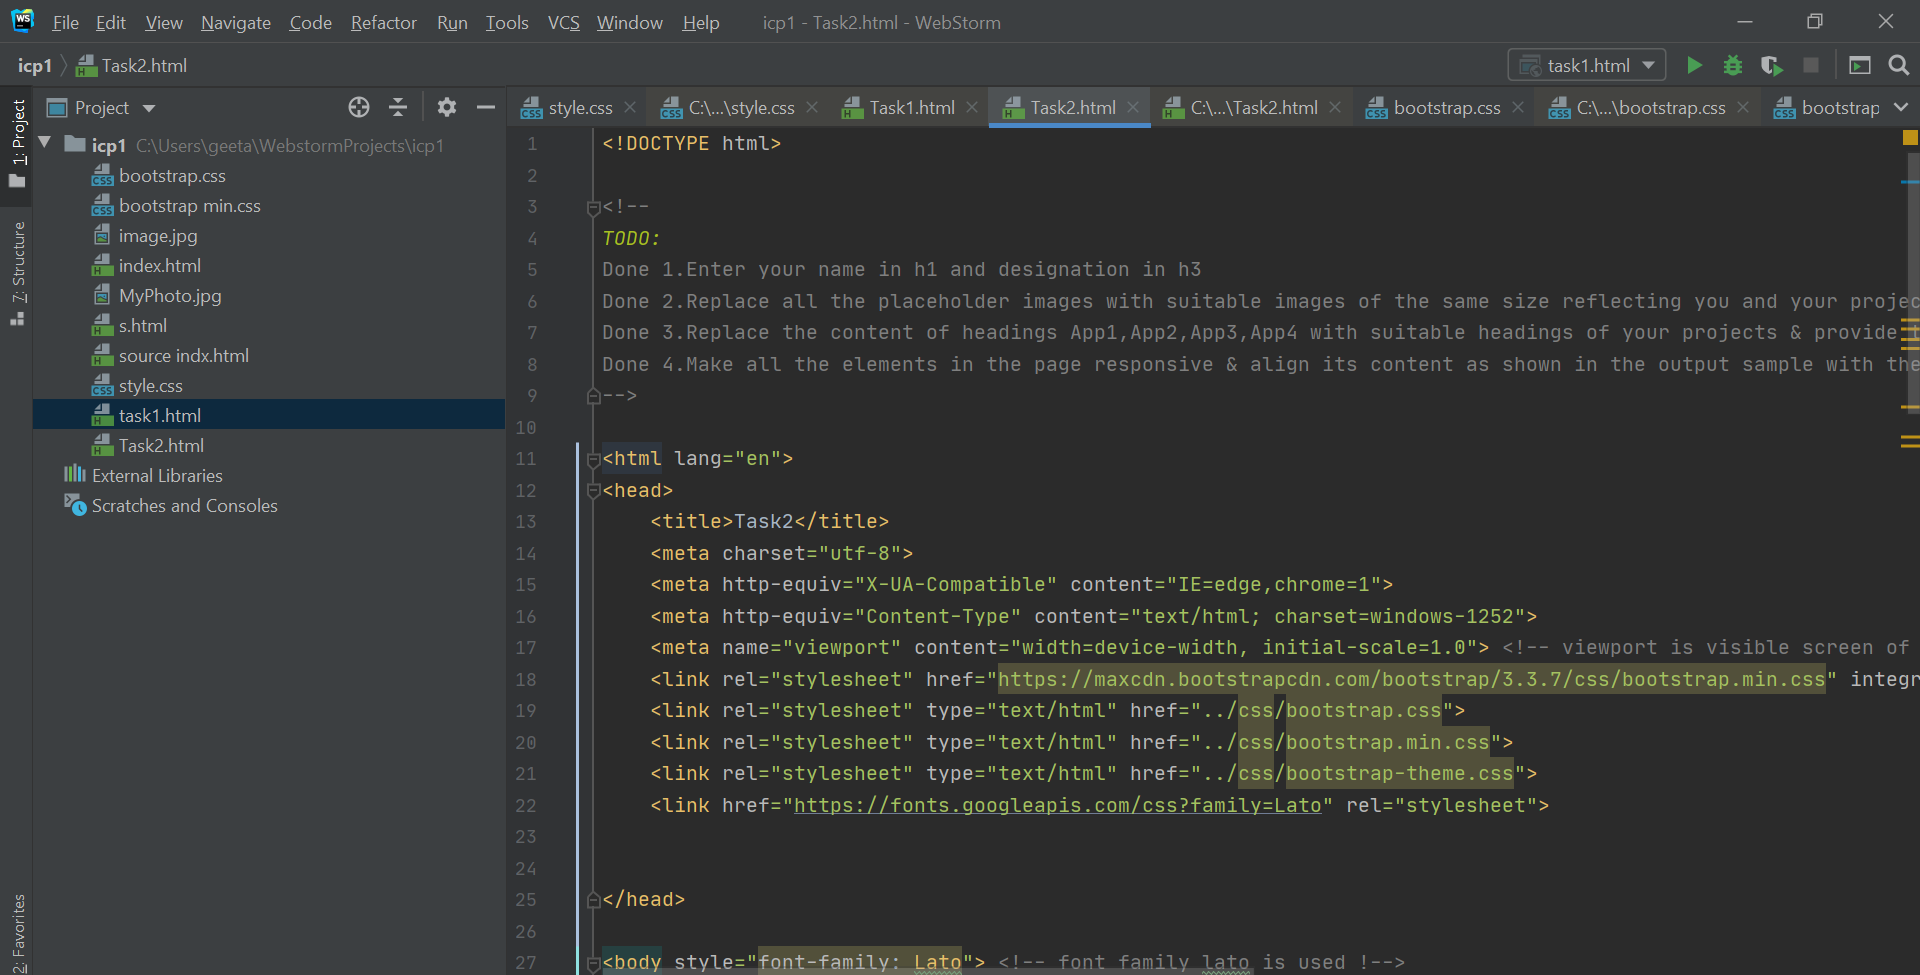 WS File Edit View Navigate Code Refactor Run Tools VCS Window Help icp1 - Task2.html - WebStorm
icp1 Task2.html task1.html
1: Project
7: Structure
2: Favorites
Project
icp1 C:\Users\geeta\WebstormProjects\icp1
bootstrap.css
bootstrap min.css
image.jpg
index.html
MyPhoto.jpg
s.html
source indx.html
style.css
task1.html
Task2.html
External Libraries
Scratches and Consoles
style.css C:\...\style.css Task1.html Task2.html C:\...\Task2.html bootstrap.css C:\...\bootstrap.css bootstrap
1 <!DOCTYPE html>
2
3 <!--
4 TODO:
5 Done 1.Enter your name in h1 and designation in h3
6 Done 2.Replace all the placeholder images with suitable images of the same size reflecting you and your projec
7 Done 3.Replace the content of headings App1,App2,App3,App4 with suitable headings of your projects & provide
8 Done 4.Make all the elements in the page responsive & align its content as shown in the output sample with the
9 -->
10
11 <html lang="en">
12 <head>
13 <title>Task2</title>
14 <meta charset="utf-8">
15 <meta http-equiv="X-UA-Compatible" content="IE=edge,chrome=1">
16 <meta http-equiv="Content-Type" content="text/html; charset=windows-1252">
17 <meta name="viewport" content="width=device-width, initial-scale=1.0"> <!-- viewport is visible screen of
18 <link rel="stylesheet" href="https://maxcdn.bootstrapcdn.com/bootstrap/3.3.7/css/bootstrap.min.css" integr
19 <link rel="stylesheet" type="text/html" href="../css/bootstrap.css">
20 <link rel="stylesheet" type="text/html" href="../css/bootstrap.min.css">
21 <link rel="stylesheet" type="text/html" href="../css/bootstrap-theme.css">
22 <link href="https://fonts.googleapis.com/css?family=Lato" rel="stylesheet">
23
24
25 </head>
26
27 <body style="font-family: Lato"> <!-- font family lato is used !-->